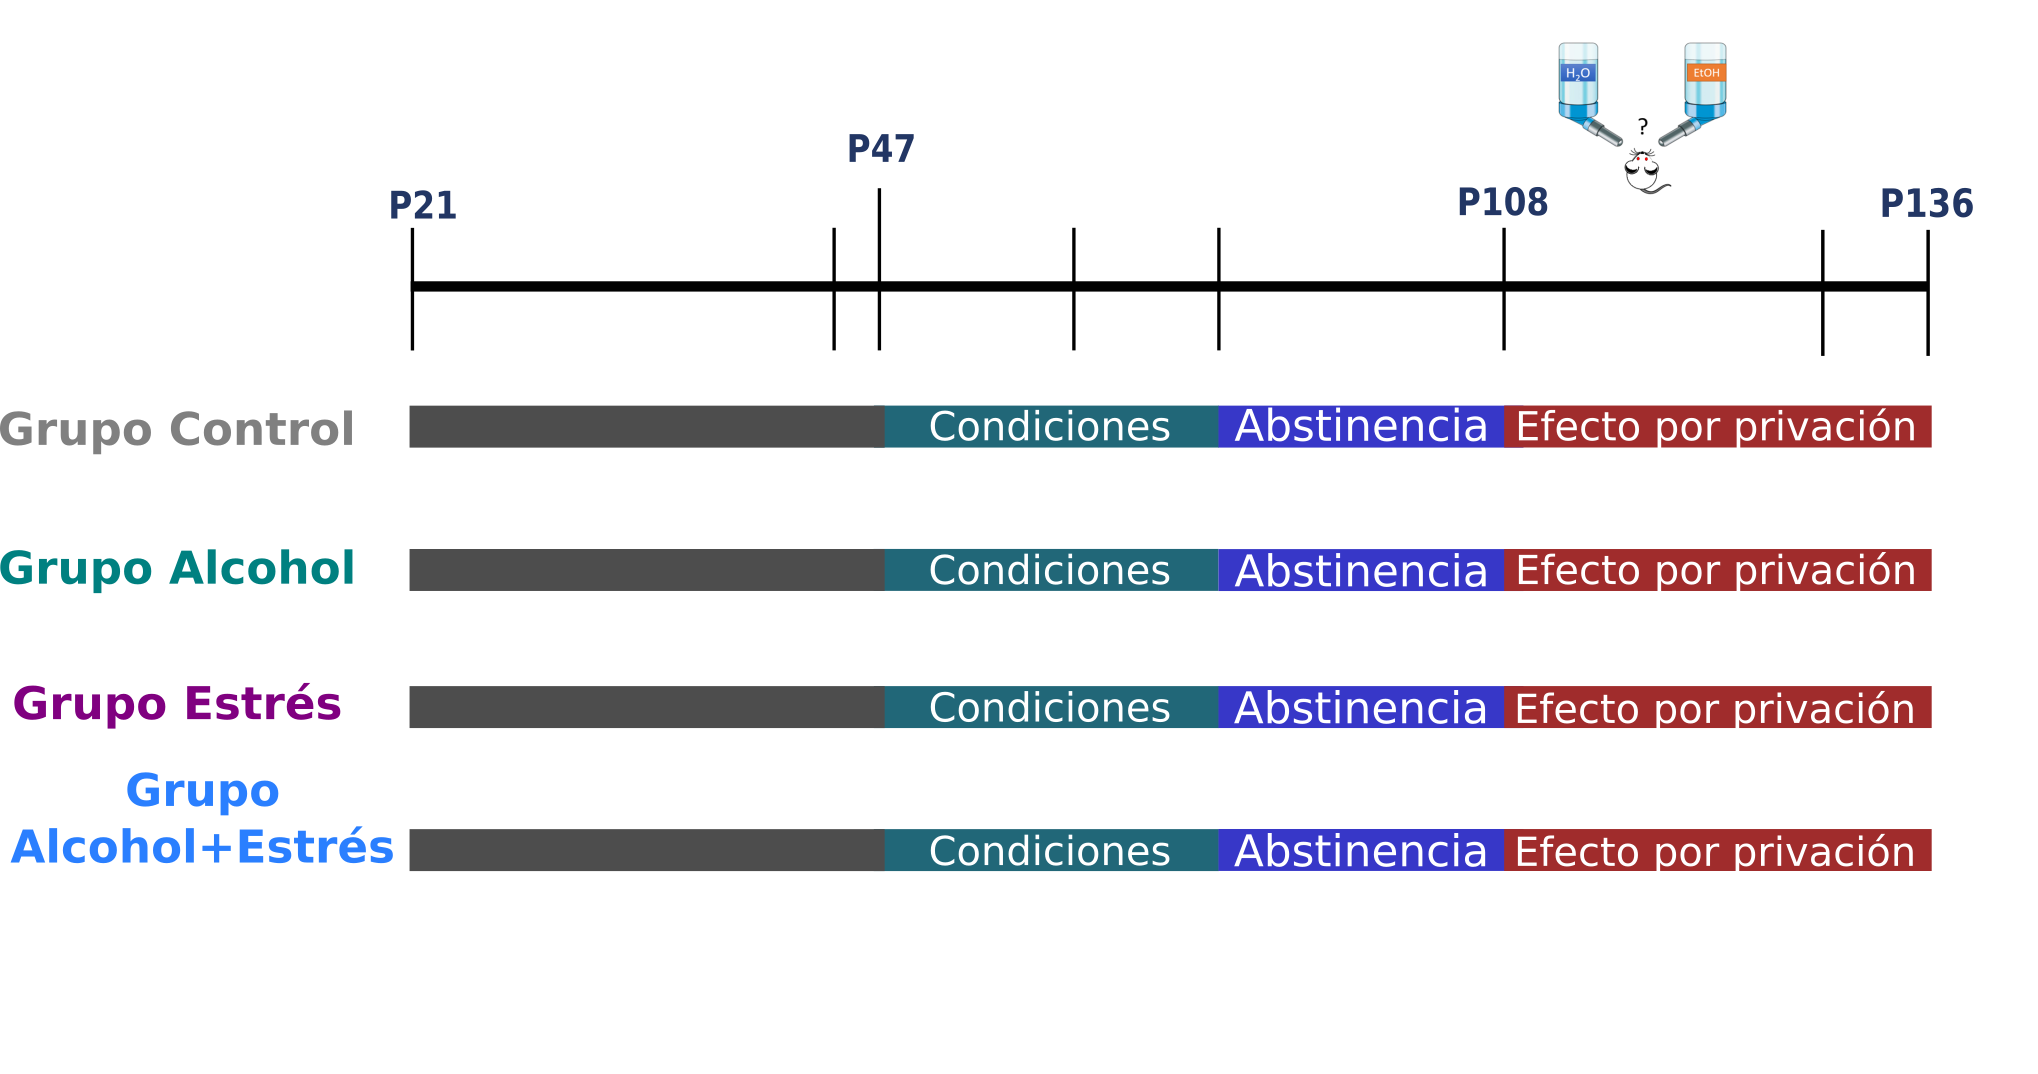 H₂O
EtOH
?
P47
P21
P108
P136
Grupo Control
Condiciones
Abstinencia
Efecto por privación
Grupo Alcohol
Condiciones
Abstinencia
Efecto por privación
Grupo Estrés
Condiciones
Abstinencia
Efecto por privación
Grupo
Alcohol+Estrés
Condiciones
Abstinencia
Efecto por privación